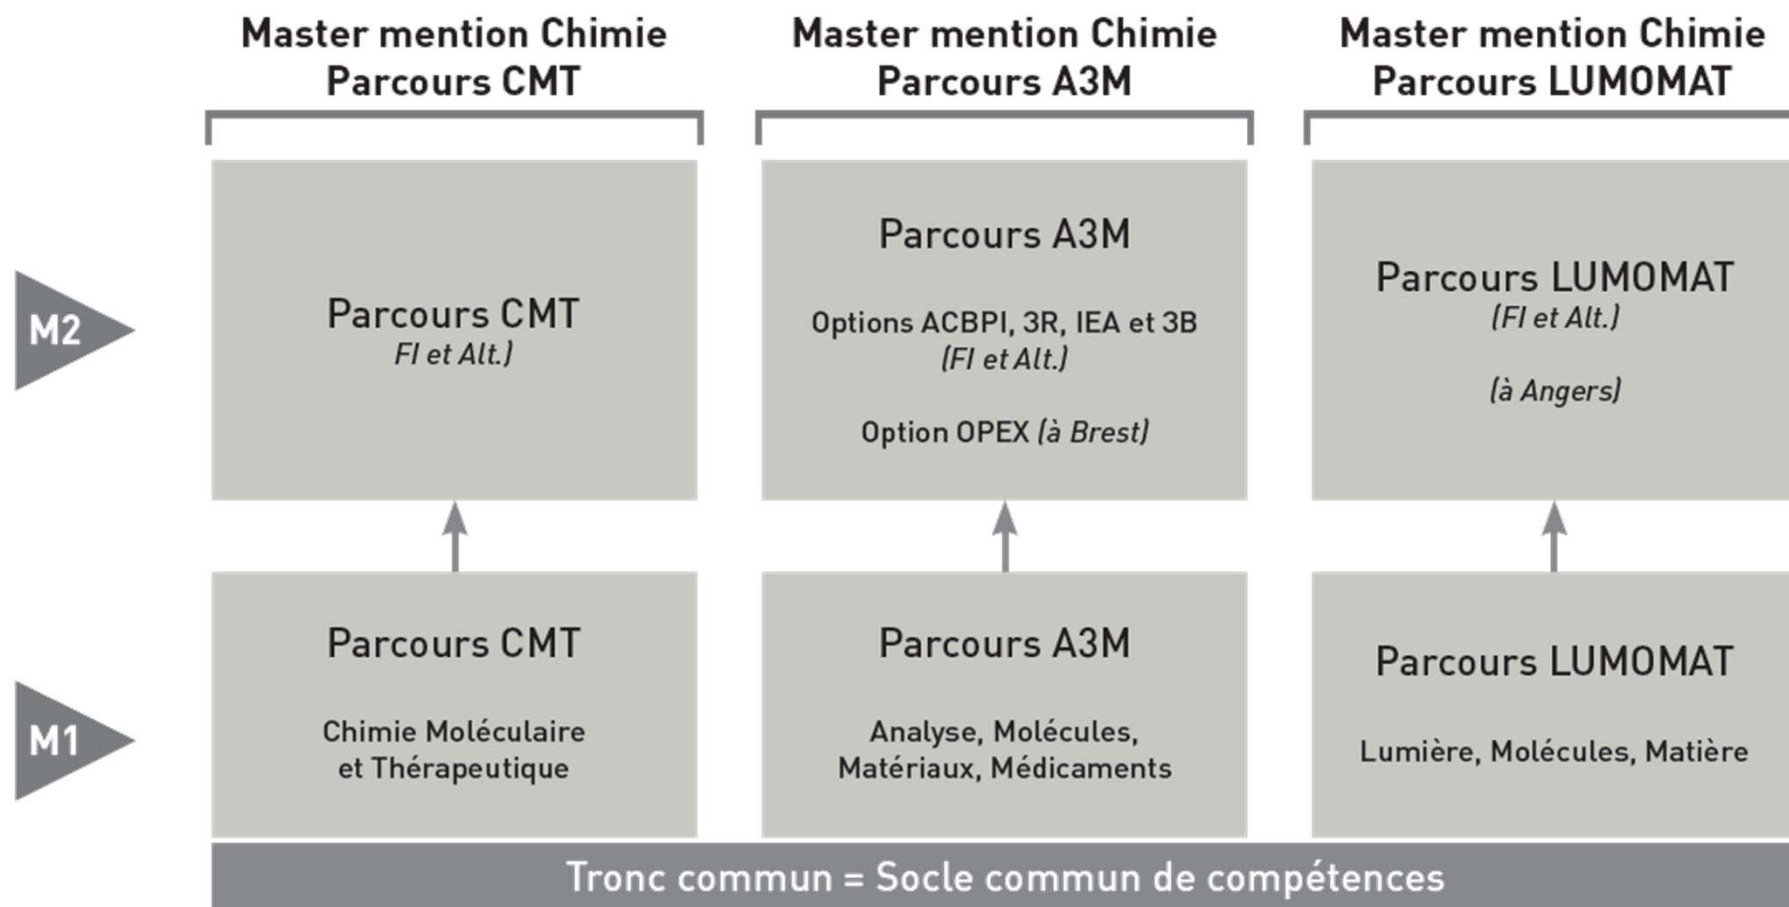 Master mention Chimie
Parcours CMT
Master mention Chimie
Parcours A3M
Master mention Chimie
Parcours LUMOMAT
M2
Parcours CMT
FI et Alt.)
Parcours A3M
Options ACBPI, 3R, IEA et 3B
(FI et Alt.)
Option OPEX (à Brest)
Parcours LUMOMAT
(FI et Alt.)
(à Angers)
M1
Parcours CMT
Chimie Moléculaire
et Thérapeutique
Parcours A3M
Analyse, Molécules,
Matériaux, Médicaments
Parcours LUMOMAT
Lumière, Molécules, Matière
Tronc commun = Socle commun de compétences